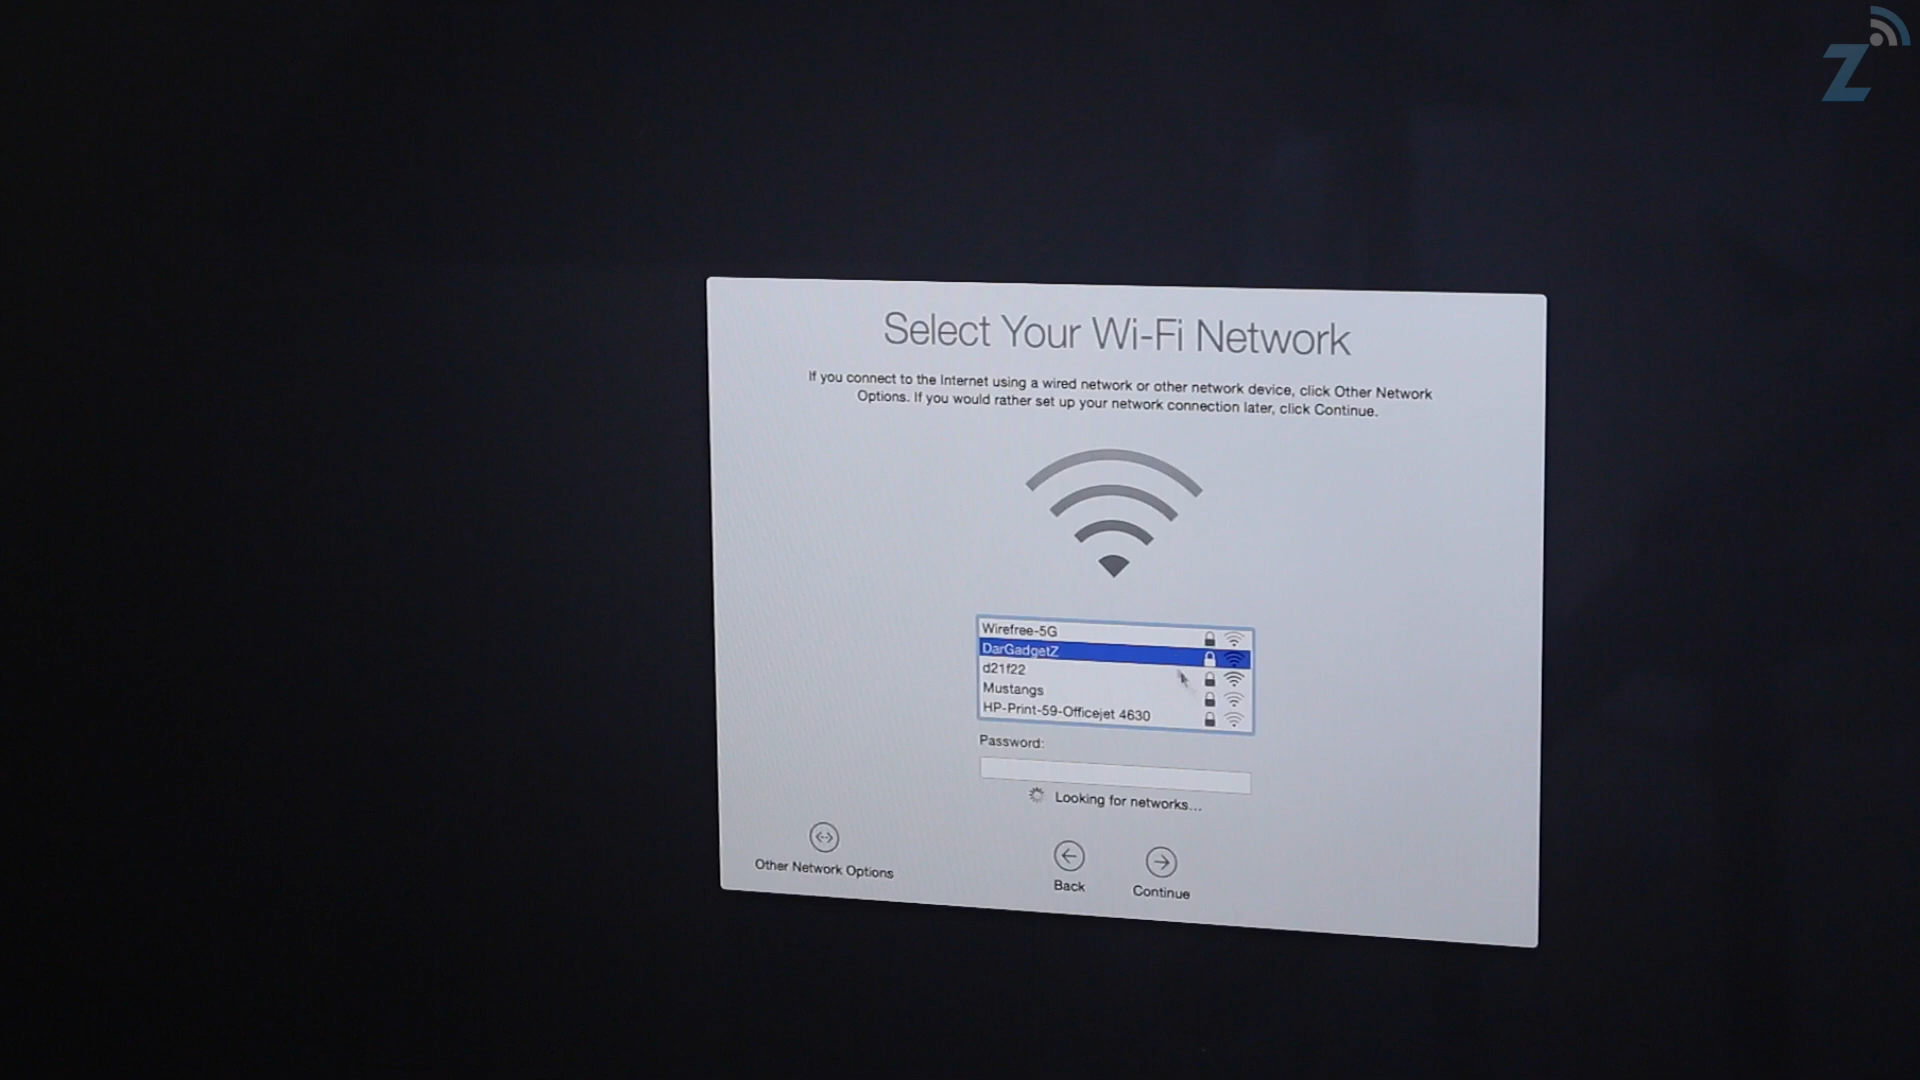 Z
Select Your Wi-Fi Network
If you connect to the Internet using a wired network or other network device, click Other Network
Options. If you would rather set up your network connection later, click Continue.
Wirefree-5G
DarGadgetZ
d21f22
Mustangs
HP-Print-59-Officejet 4630
Password:
Looking for networks...
Other Network Options
Back
Continue